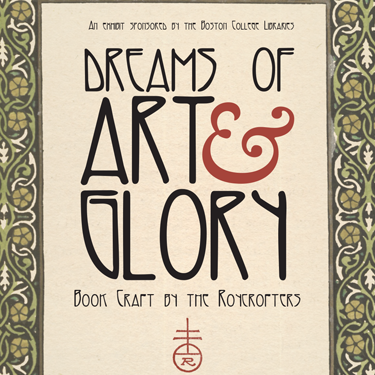 An exhibit sponsored by the Boston College Libraries
Dreams of
Art &
Glory
Book Craft by the Roycrofters
R